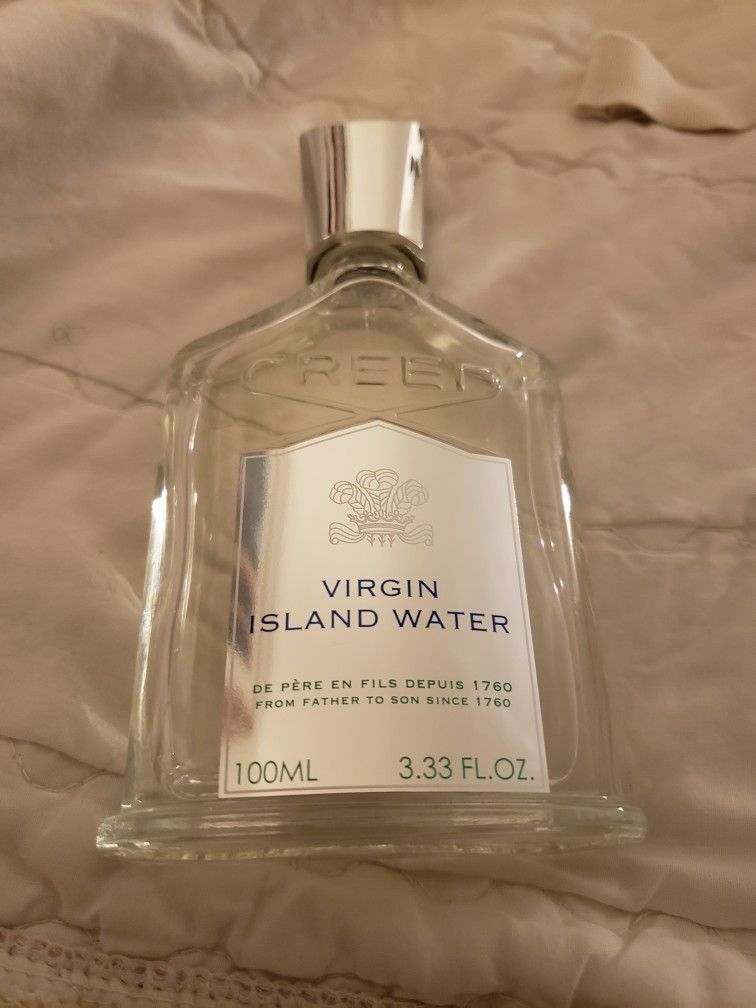 CREED
VIRGIN
ISLAND WATER
DE PÈRE EN FILS DEPUIS 1760
FROM FATHER TO SON SINCE 1760
100ML 3.33 FL.OZ.